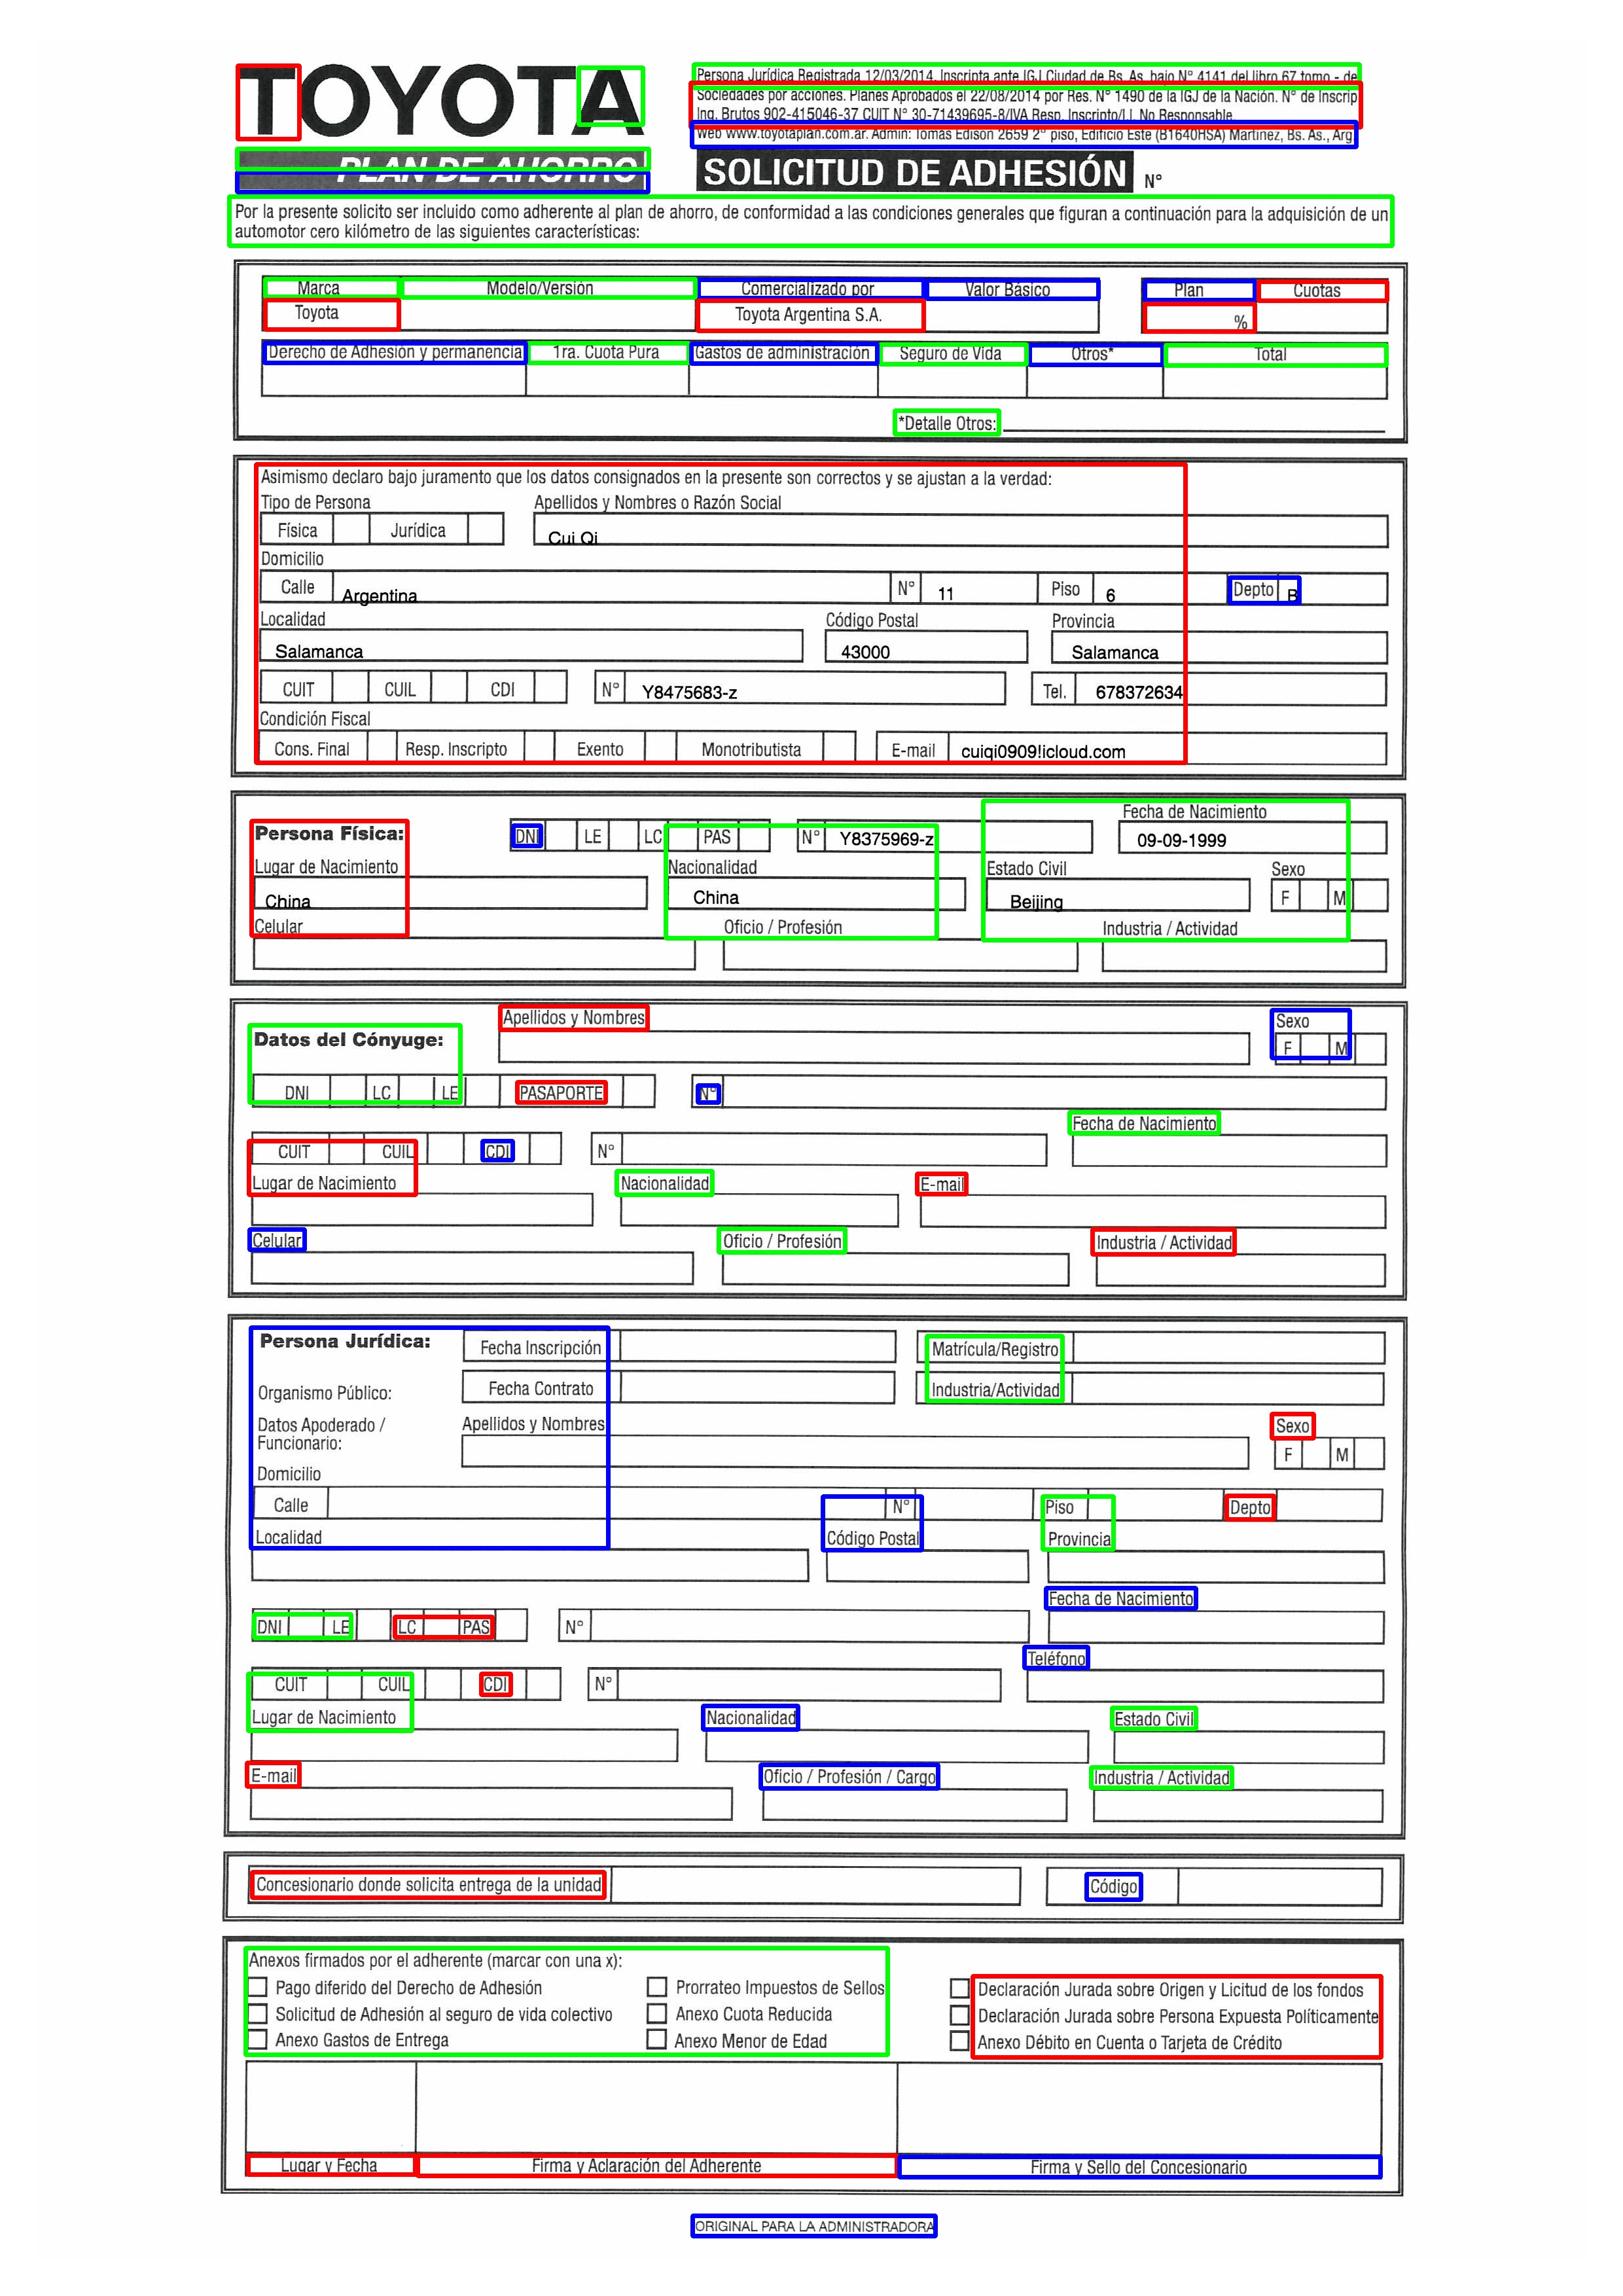 TOYOTA
PLAN DE AHORRO
Persona Jurídica Registrada 12/03/2014. Inscripta ante IGJ Ciudad de Bs. As. bajo N° 4141 del libro 67 tomo - de
Sociedades por acciones. Planes Aprobados el 22/08/2014 por Res. N° 1490 de la IGJ de la Nación. N° de Inscrip
Ing. Brutos 902-415046-37 CUIT N° 30-71439695-8/IVA Resp. Inscripto/I.I. No Responsable.
Web www.toyotaplan.com.ar. Admin: Tomás Edison 2659 2° piso, Edificio Este (B1640HSA) Martínez, Bs. As., Arg
SOLICITUD DE ADHESIÓN N°
Por la presente solicito ser incluido como adherente al plan de ahorro, de conformidad a las condiciones generales que figuran a continuación para la adquisición de un
automotor cero kilómetro de las siguientes características:
Marca Modelo/Versión Comercializado por Valor Básico Plan Cuotas
Toyota Toyota Argentina S.A. %
Derecho de Adhesión y permanencia 1ra. Cuota Pura Gastos de administración Seguro de Vida Otros* Total
*Detalle Otros:
Asimismo declaro bajo juramento que los datos consignados en la presente son correctos y se ajustan a la verdad:
Tipo de Persona Apellidos y Nombres o Razón Social
Física Jurídica Cui Qi
Domicilio
Calle Argentina N° 11 Piso 6 Depto B
Localidad Código Postal Provincia
Salamanca 43000 Salamanca
CUIT CUIL CDI N° Y8475683-z Tel. 678372634
Condición Fiscal
Cons. Final Resp. Inscripto Exento Monotributista E-mail cuiqi0909!icloud.com
Fecha de Nacimiento
Persona Física: DNI LE LC PAS N° Y8375969-z 09-09-1999
Lugar de Nacimiento Nacionalidad Estado Civil Sexo
China China Beijing F M
Celular Oficio / Profesión Industria / Actividad
Apellidos y Nombres Sexo
Datos del Cónyuge: F M
DNI LC LE PASAPORTE N°
Fecha de Nacimiento
CUIT CUIL CDI N°
Lugar de Nacimiento Nacionalidad E-mail
Celular Oficio / Profesión Industria / Actividad
Persona Jurídica: Fecha Inscripción Matrícula/Registro
Organismo Público: Fecha Contrato Industria/Actividad
Datos Apoderado / Apellidos y Nombres Sexo
Funcionario: F M
Domicilio
Calle N° Piso Depto
Localidad Código Postal Provincia
Fecha de Nacimiento
DNI LE LC PAS N°
Teléfono
CUIT CUIL CDI N°
Lugar de Nacimiento Nacionalidad Estado Civil
E-mail Oficio / Profesión / Cargo Industria / Actividad
Concesionario donde solicita entrega de la unidad Código
Anexos firmados por el adherente (marcar con una x):
Pago diferido del Derecho de Adhesión Prorrateo Impuestos de Sellos Declaración Jurada sobre Origen y Licitud de los fondos
Solicitud de Adhesión al seguro de vida colectivo Anexo Cuota Reducida Declaración Jurada sobre Persona Expuesta Políticamente
Anexo Gastos de Entrega Anexo Menor de Edad Anexo Débito en Cuenta o Tarjeta de Crédito
Lugar y Fecha Firma y Aclaración del Adherente Firma y Sello del Concesionario
ORIGINAL PARA LA ADMINISTRADORA